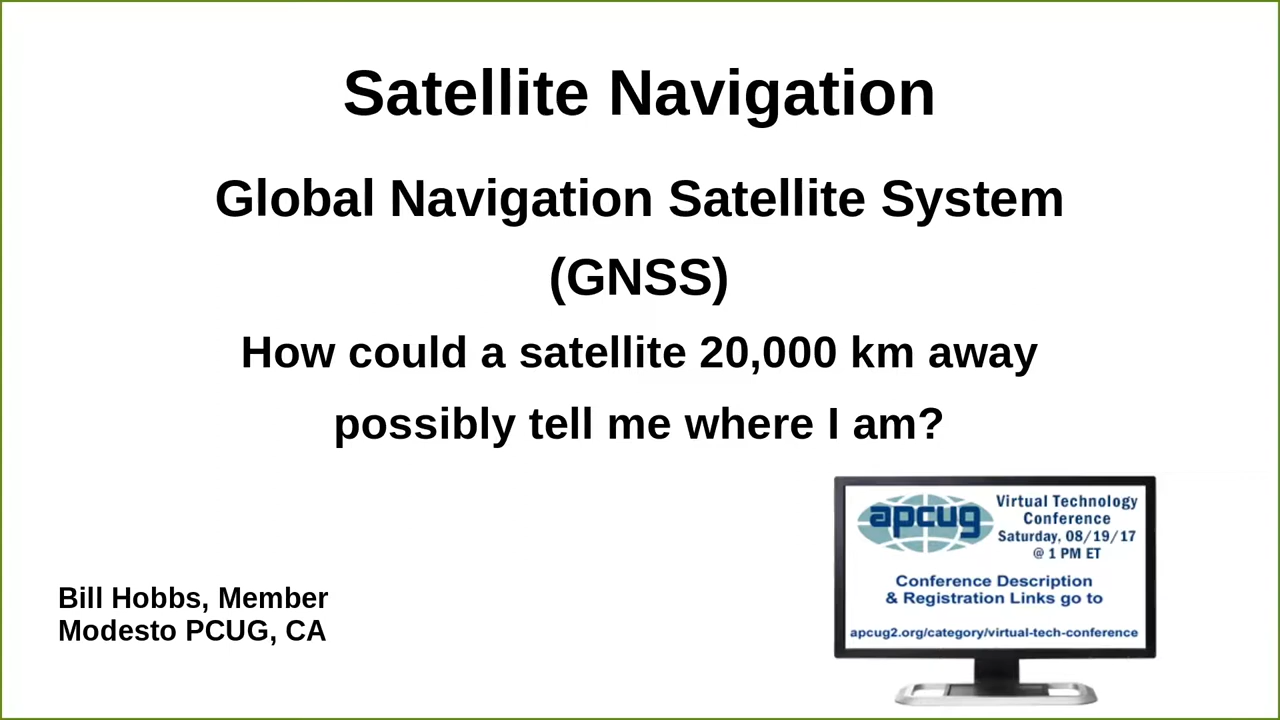 Satellite Navigation
Global Navigation Satellite System
(GNSS)
How could a satellite 20,000 km away
possibly tell me where I am?
Bill Hobbs, Member
Modesto PCUG, CA
apcug
Virtual Technology
Conference
Saturday, 08/19/17
@ 1 PM ET
Conference Description
& Registration Links go to
apcug2.org/category/virtual-tech-conference